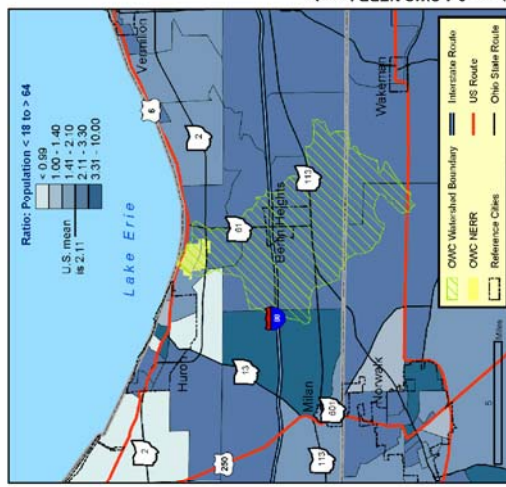 Ratio: Population < 18 to > 64
< 0.99
1.00 - 1.40
1.41 - 2.10
2.11 - 3.30
3.31 - 10.00
U.S. mean
is 2.11
Lake Erie
Vermilion
6
2
Huron
61
2
13
Berlin Heights
113
90
250
Milan
601
113
Norwalk
Wakeman
5
Miles
OWC Watershed Boundary
OWC NERR
Reference Cities
Interstate Route
US Route
Ohio State Route